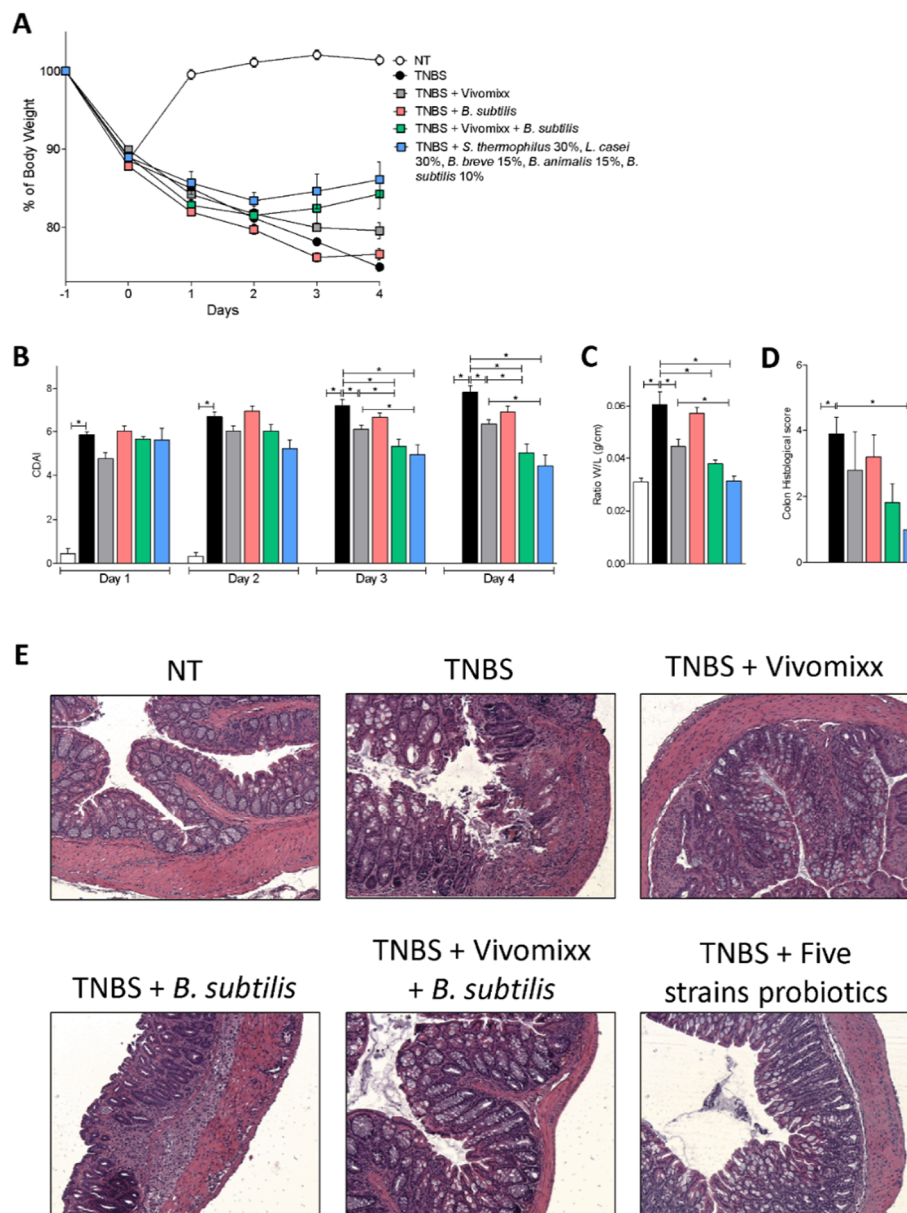 A
% of Body Weight
100
90
80
-1
0
1
2
3
4
Days
NT
TNBS
TNBS + Vivomixx
TNBS + B. subtilis
TNBS + Vivomixx + B. subtilis
TNBS + S. thermophilus 30%, L. casei
30%, B. breve 15%, B. animalis 15%, B.
subtilis 10%
B
CDAI
8
6
4
2
0
* * * * * * * * * * * * *
Day 1
Day 2
Day 3
Day 4
C
Ratio W/L (g/cm)
0.06
0.04
0.02
0.00
* * * * *
D
Colon Histological score
6
4
2
0
* *
E
NT
TNBS
TNBS + Vivomixx
TNBS + B. subtilis
TNBS + Vivomixx
+ B. subtilis
TNBS + Five
strains probiotics